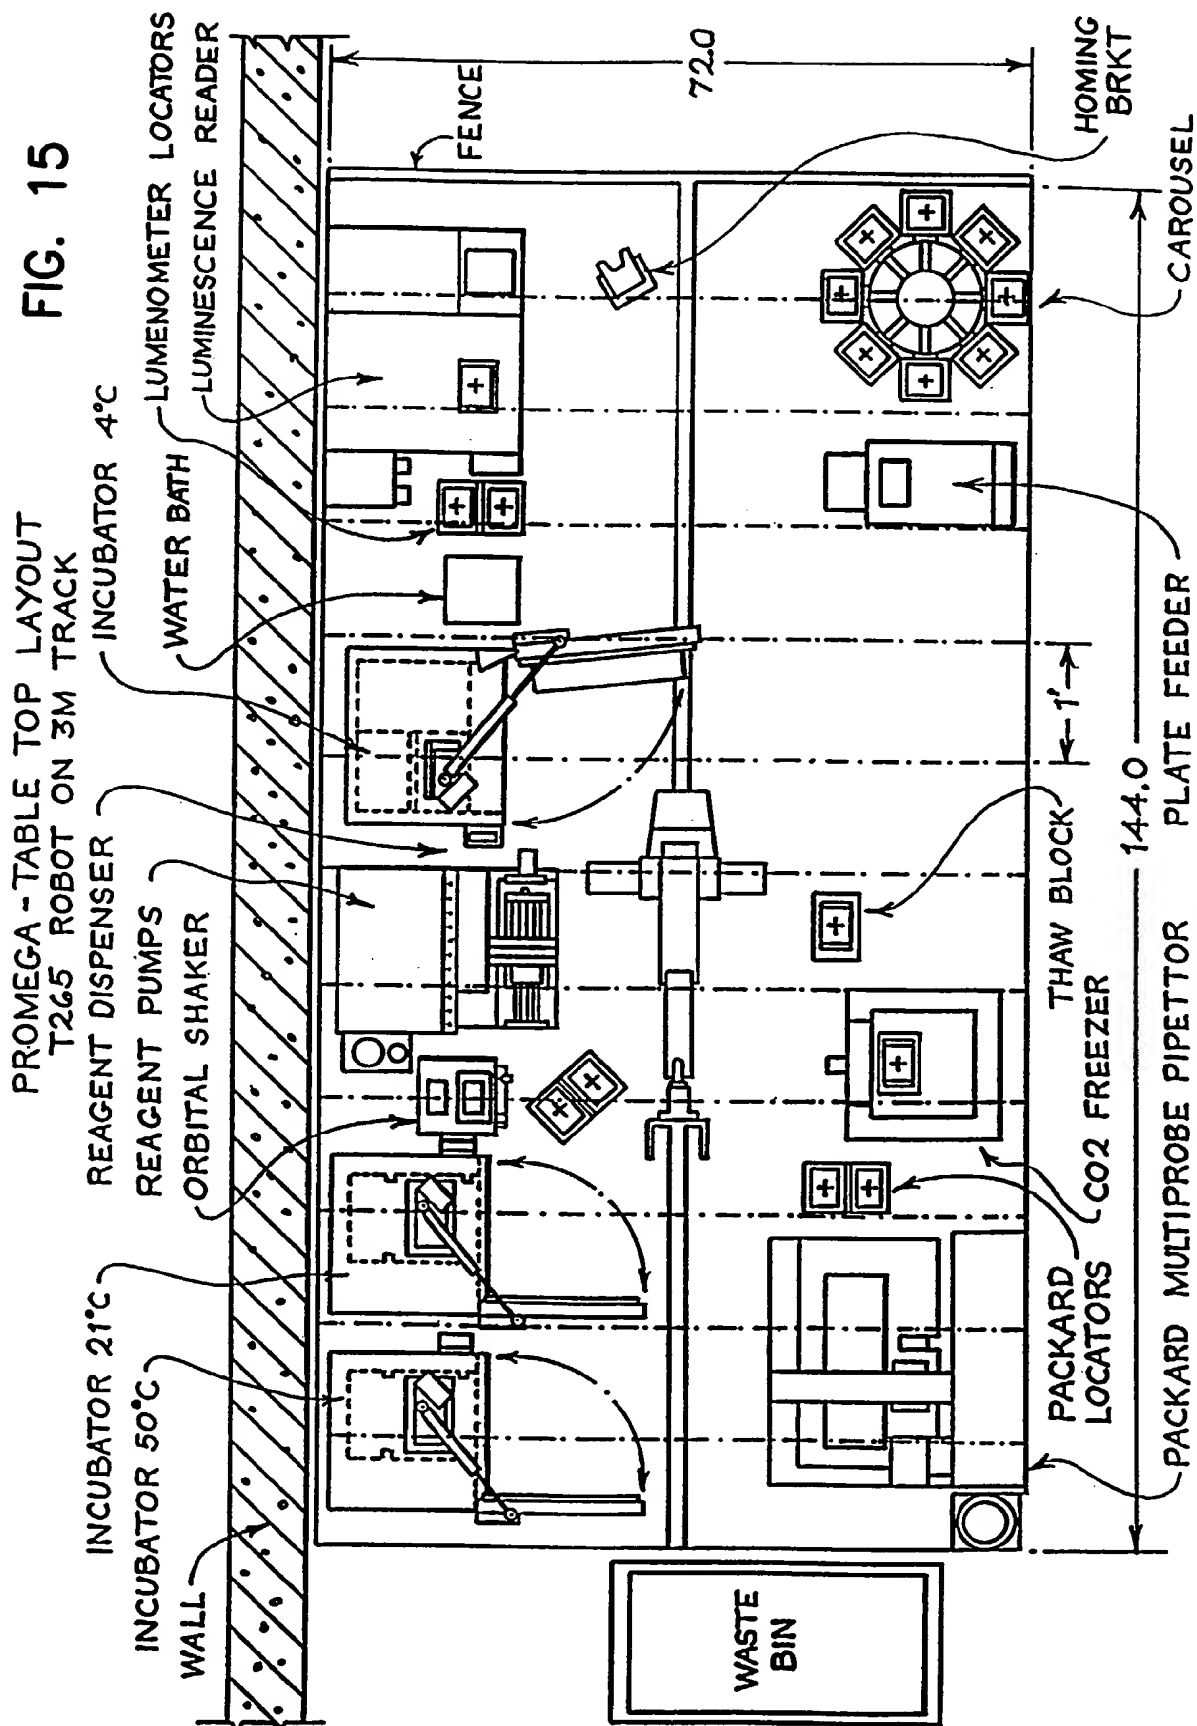 FIG. 15
PROMEGA-TABLE TOP LAYOUT
T265 ROBOT ON 3M TRACK
INCUBATOR 4°C
REAGENT DISPENSER
REAGENT PUMPS
ORBITAL SHAKER
INCUBATOR 21°C
INCUBATOR 50°C
WALL
WATER BATH
LUMENOMETER LOCATORS
LUMINESCENCE READER
FENCE
72.0
HOMING
BRKT
CAROUSEL
PLATE FEEDER
1'
144.0
THAW BLOCK
CO2 FREEZER
PACKARD
LOCATORS
PACKARD MULTIPROBE PIPETTOR
WASTE
BIN